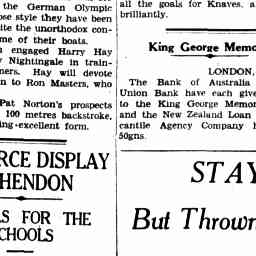 the German Olympic
ose style they have been
ite the unorthodox con-
me of their boats.
engaged Harry Hay
Nightingale in train-
mers. Hay will devote
n to Ron Masters, who
Pat Norton's prospects
100 metres backstroke,
ing excellent form.
RCE DISPLAY
HENDON
S FOR THE
CHOOLS
all the goals for Knaves, a
brilliantly.
King George Memo
LONDON,
The Bank of Australia
Union Bank have each give
to the King George Memor
and the New Zealand Loan
cantile Agency Company h
50gns.
STAY
But Thrown